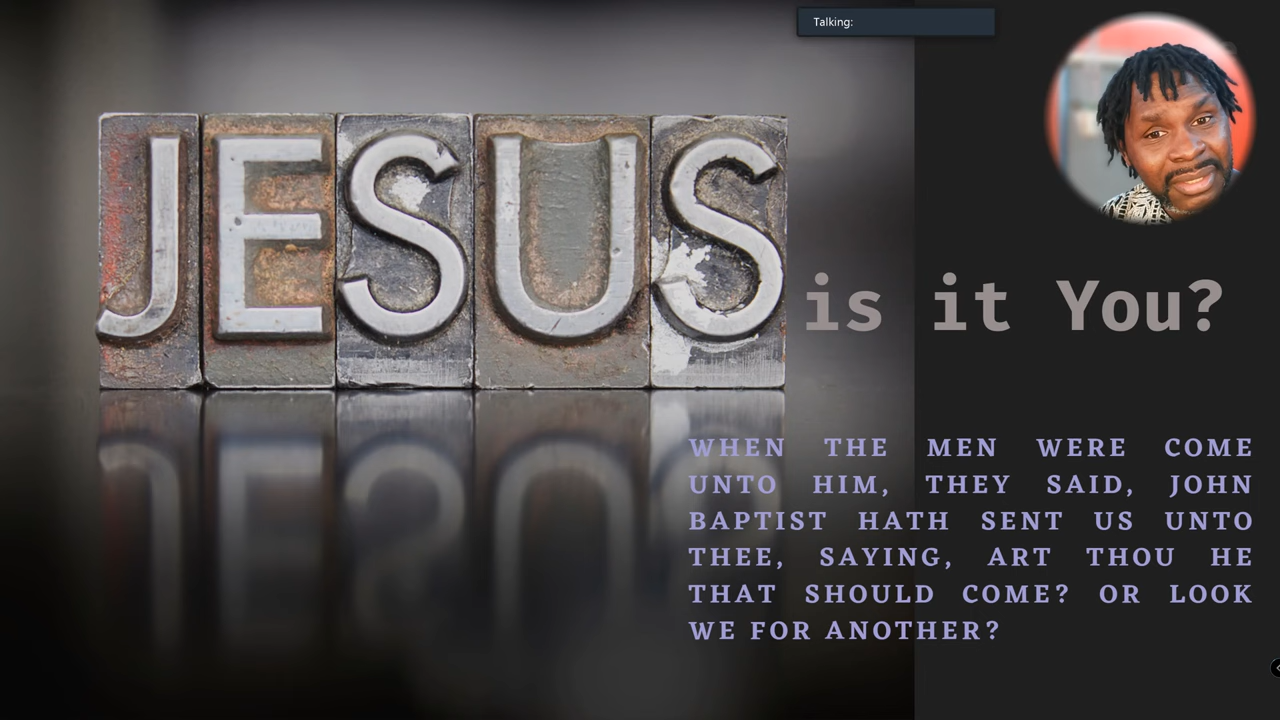 Talking:
JESUS is it You?
WHEN THE MEN WERE COME
UNTO HIM, THEY SAID, JOHN
BAPTIST HATH SENT US UNTO
THEE, SAYING, ART THOU HE
THAT SHOULD COME? OR LOOK
WE FOR ANOTHER?